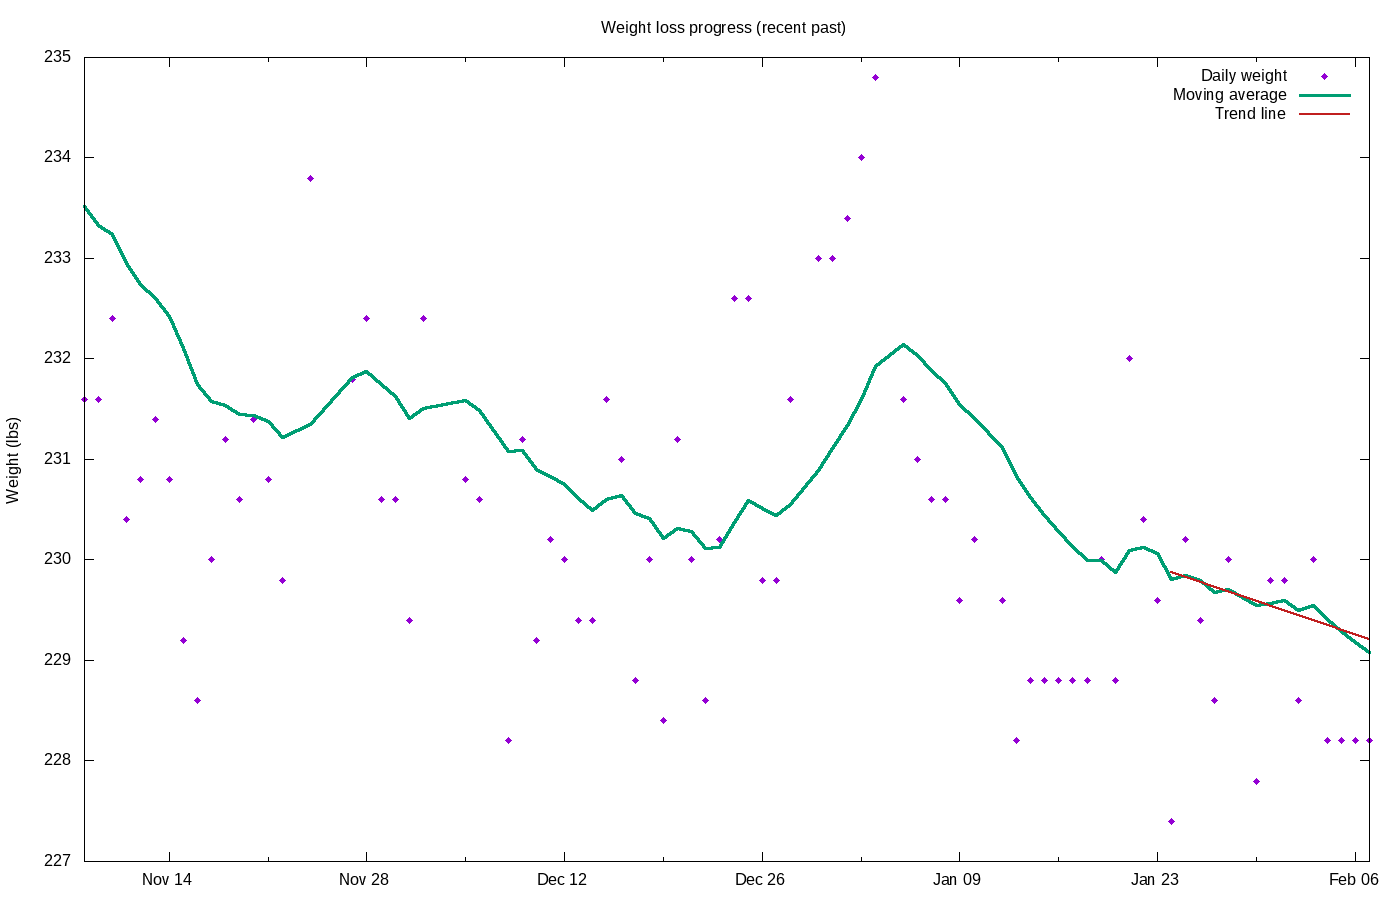 Weight loss progress (recent past)
Daily weight
Moving average
Trend line
Weight (lbs)
235
234
233
232
231
230
229
228
227
Nov 14 Nov 28 Dec 12 Dec 26 Jan 09 Jan 23 Feb 06